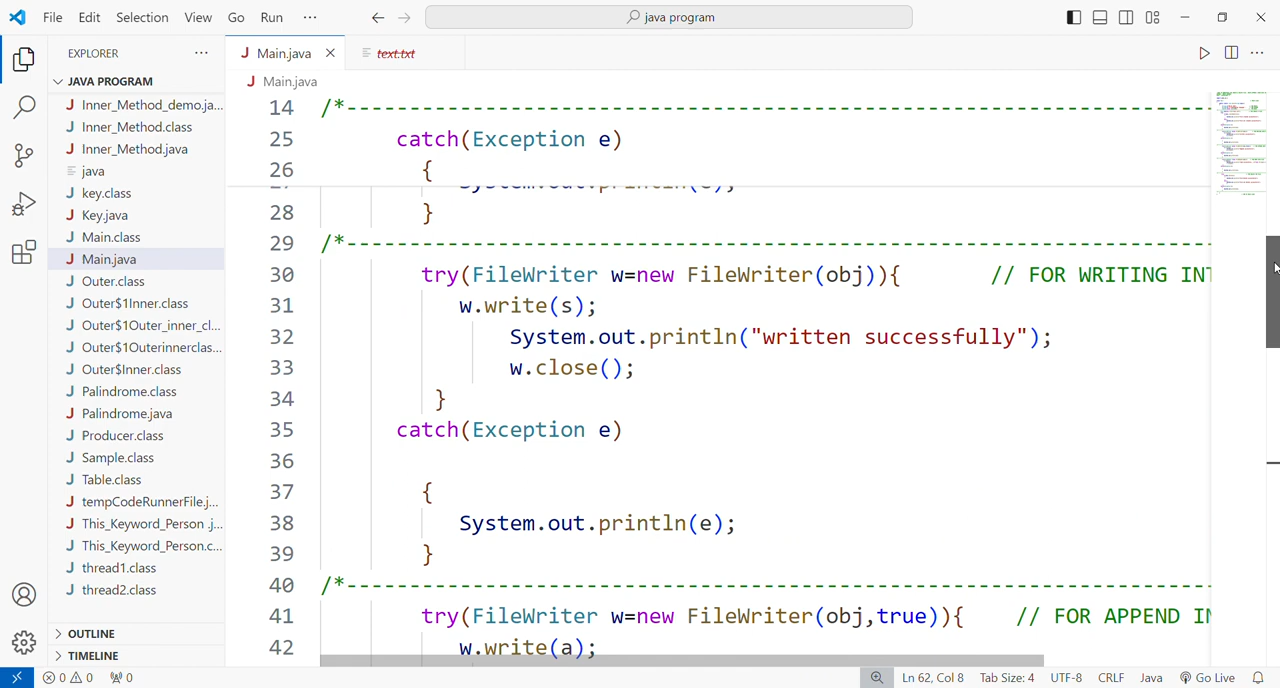 File Edit Selection View Go Run ··· java program
EXPLORER ···
JAVA PROGRAM
Inner_Method_demo.ja...
Inner_Method.class
Inner_Method.java
java
key.class
Key.java
Main.class
Main.java
Outer.class
Outer$1Inner.class
Outer$1Outer_inner_cl...
Outer$1Outerinnerclas...
Outer$Inner.class
Palindrome.class
Palindrome.java
Producer.class
Sample.class
Table.class
tempCodeRunnerFile.j...
This_Keyword_Person .j...
This_Keyword_Person.c...
thread1.class
thread2.class
OUTLINE
TIMELINE
Main.java text.txt
Main.java
14 /*----------------------------------------------------------------------
25 catch(Exception e)
26 {
27 System.out.println(e);
28 }
29 /*----------------------------------------------------------------------
30 try(FileWriter w=new FileWriter(obj)){ // FOR WRITING INT
31 w.write(s);
32 System.out.println("written successfully");
33 w.close();
34 }
35 catch(Exception e)
36
37 {
38 System.out.println(e);
39 }
40 /*----------------------------------------------------------------------
41 try(FileWriter w=new FileWriter(obj,true)){ // FOR APPEND IN
42 w.write(a);
0 0 0 Ln 62, Col 8 Tab Size: 4 UTF-8 CRLF Java Go Live